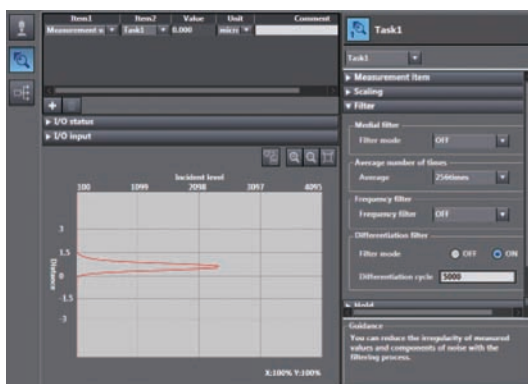 Item1 Item2 Value Unit Comment
Measurement v Task1 0.000 micr
I/O status
I/O input
Incident level
100 1099 2098 3097 4095
Distance
3
1.5
0
-1.5
-3
X:100% Y:100%
1 Task1
Task1
Measurement item
Scaling
Filter
Medial filter
Filter mode OFF
Average number of times
Average 256times
Frequency filter
Frequency filter OFF
Differentiation filter
Filter mode OFF ON
Differentiation cycle 5000
Hold
Guidance
You can reduce the irregularity of measured
values and components of noise with the
filtering process.